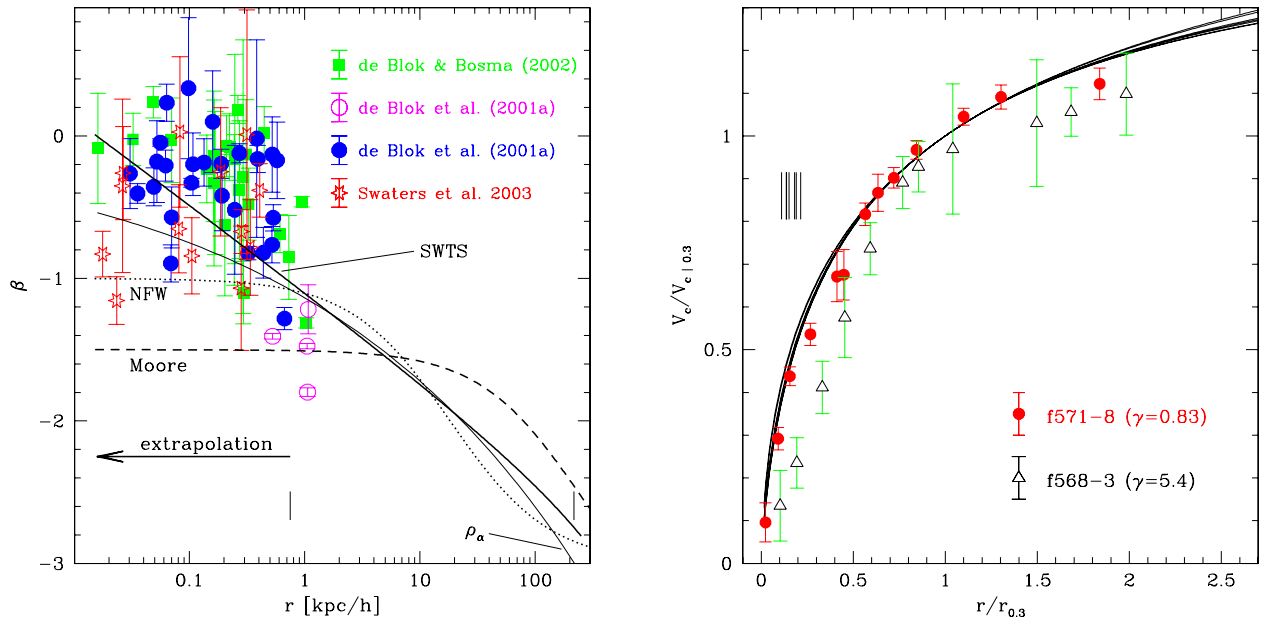 de Blok & Bosma (2002)
de Blok et al. (2001a)
de Blok et al. (2001a)
Swaters et al. 2003
SWTS
NFW
Moore
extrapolation
ρα
0
−1
−2
−3
β
0.1
1
10
100
r [kpc/h]
f571−8 (γ=0.83)
f568−3 (γ=5.4)
1
0.5
0
Vc/Vc | 0.3
0
0.5
1
1.5
2
2.5
r/r0.3